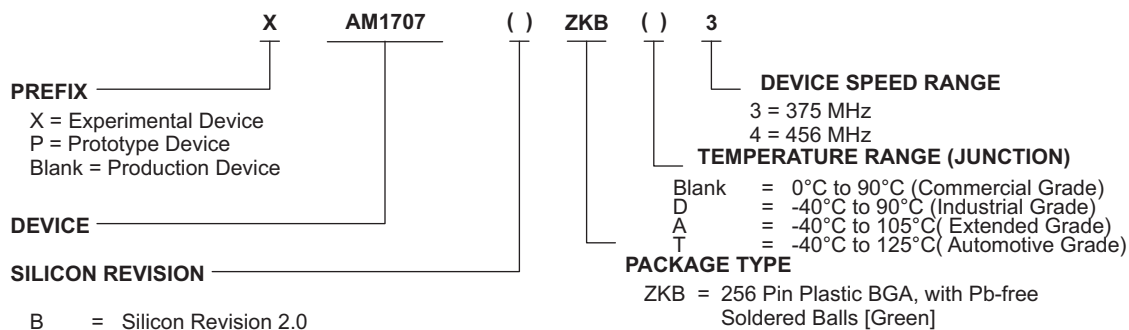 X AM1707 ( ) ZKB ( ) 3
PREFIX
X = Experimental Device
P = Prototype Device
Blank = Production Device
DEVICE
SILICON REVISION
B = Silicon Revision 2.0
DEVICE SPEED RANGE
3 = 375 MHz
4 = 456 MHz
TEMPERATURE RANGE (JUNCTION)
Blank = 0°C to 90°C (Commercial Grade)
D = -40°C to 90°C (Industrial Grade)
A = -40°C to 105°C( Extended Grade)
T = -40°C to 125°C( Automotive Grade)
PACKAGE TYPE
ZKB = 256 Pin Plastic BGA, with Pb-free
Soldered Balls [Green]